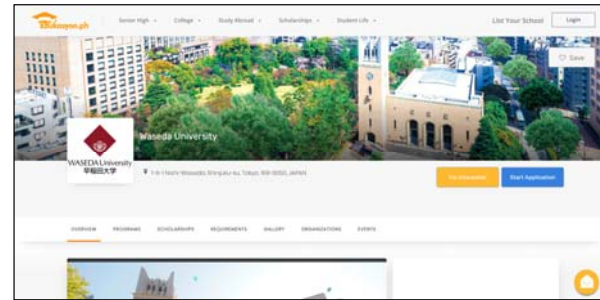 Edukasyon.ph
Senior High
College
Study Abroad
Scholarships
Student Life
List Your School
Login
Save
Waseda University
WASEDA University
早稲田大学
1-6-1 Nishi-Waseda, Shinjuku-ku, Tokyo, 169-8050, JAPAN
I'm Interested
Start Application
OVERVIEW
PROGRAMS
SCHOLARSHIPS
REQUIREMENTS
GALLERY
ORGANIZATIONS
EVENTS